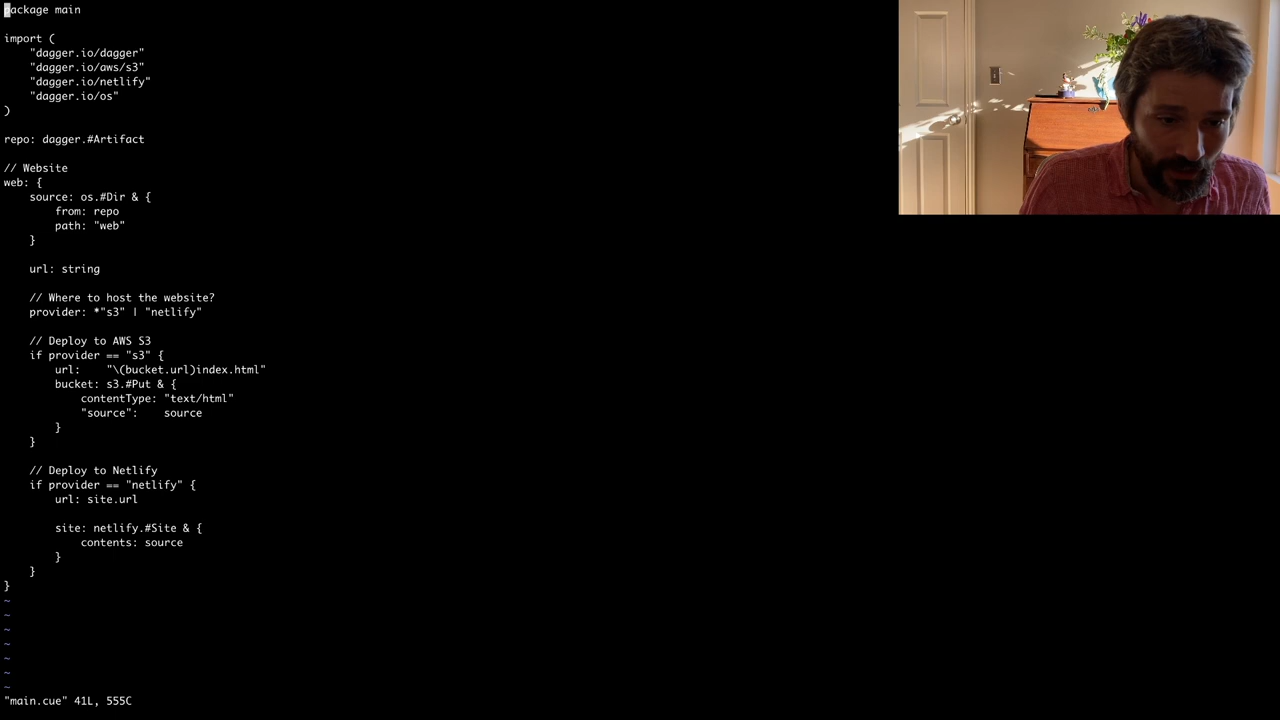 package main
import (
    "dagger.io/dagger"
    "dagger.io/aws/s3"
    "dagger.io/netlify"
    "dagger.io/os"
)
repo: dagger.#Artifact
// Website
web: {
    source: os.#Dir & {
        from: repo
        path: "web"
    }
    url: string
    // Where to host the website?
    provider: *"s3" | "netlify"
    // Deploy to AWS S3
    if provider == "s3" {
        url:    "\(bucket.url)index.html"
        bucket: s3.#Put & {
            contentType: "text/html"
            "source":    source
        }
    }
    // Deploy to Netlify
    if provider == "netlify" {
        url: site.url
        site: netlify.#Site & {
            contents: source
        }
    }
}
~
~
~
~
~
~
~
"main.cue" 41L, 555C